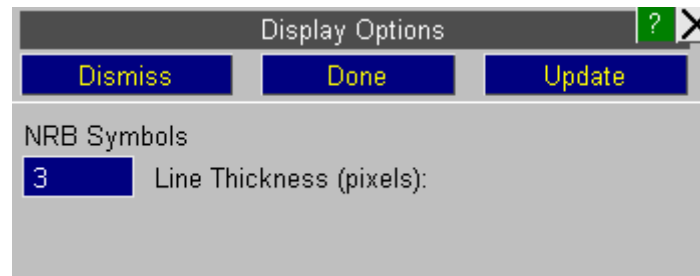 Display Options ?
Dismiss Done Update
NRB Symbols
3 Line Thickness (pixels):